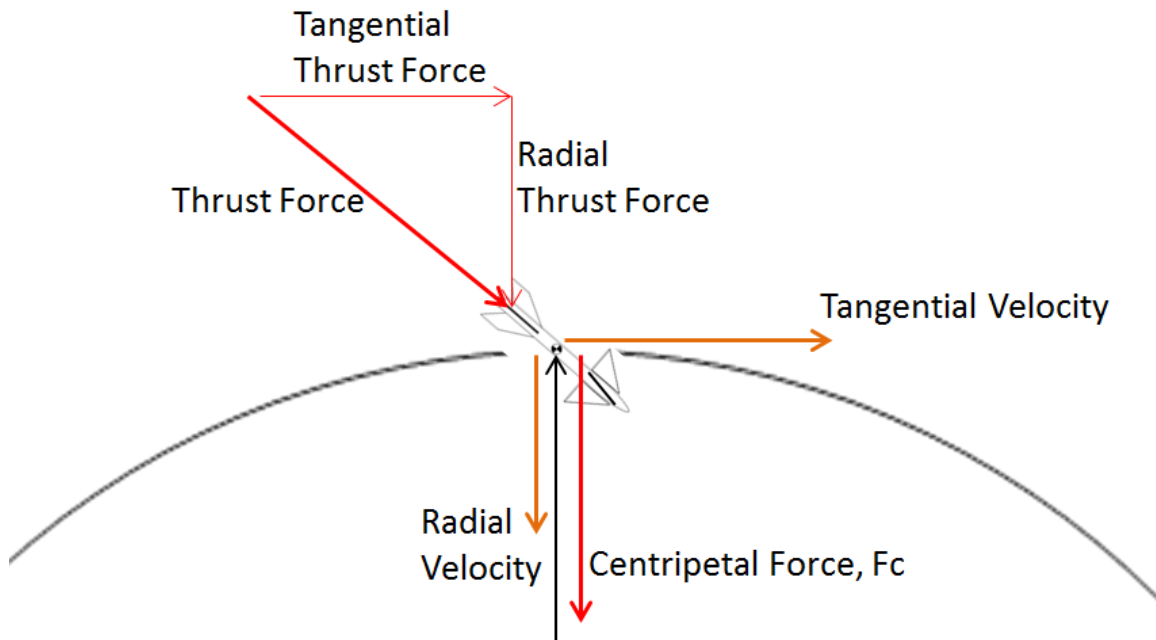 Tangential
Thrust Force
Radial
Thrust Force
Thrust Force
Tangential Velocity
Radial
Velocity
Centripetal Force, Fc